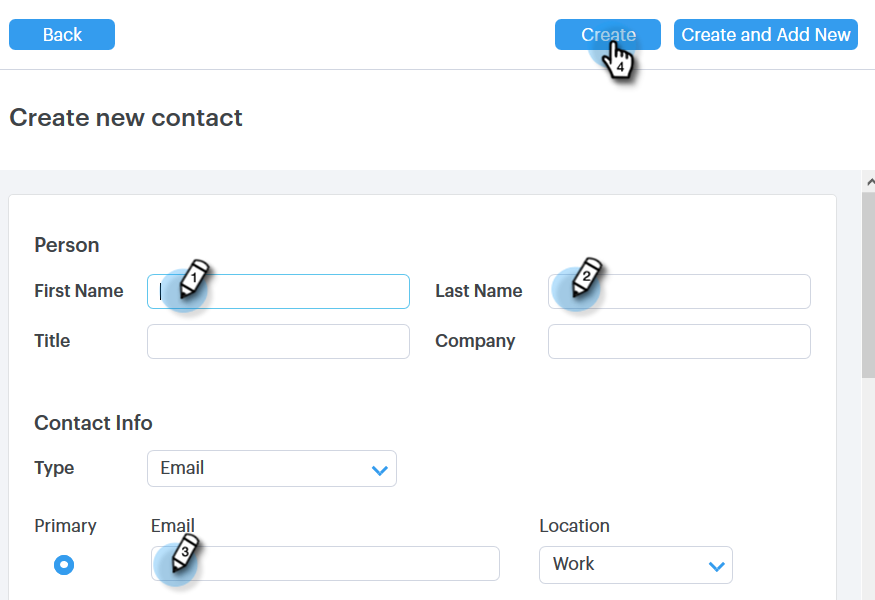 Back Create Create and Add New
4
Create new contact
Person
1 2
First Name Last Name
Title Company
Contact Info
Type Email
Primary Email Location
3
Work